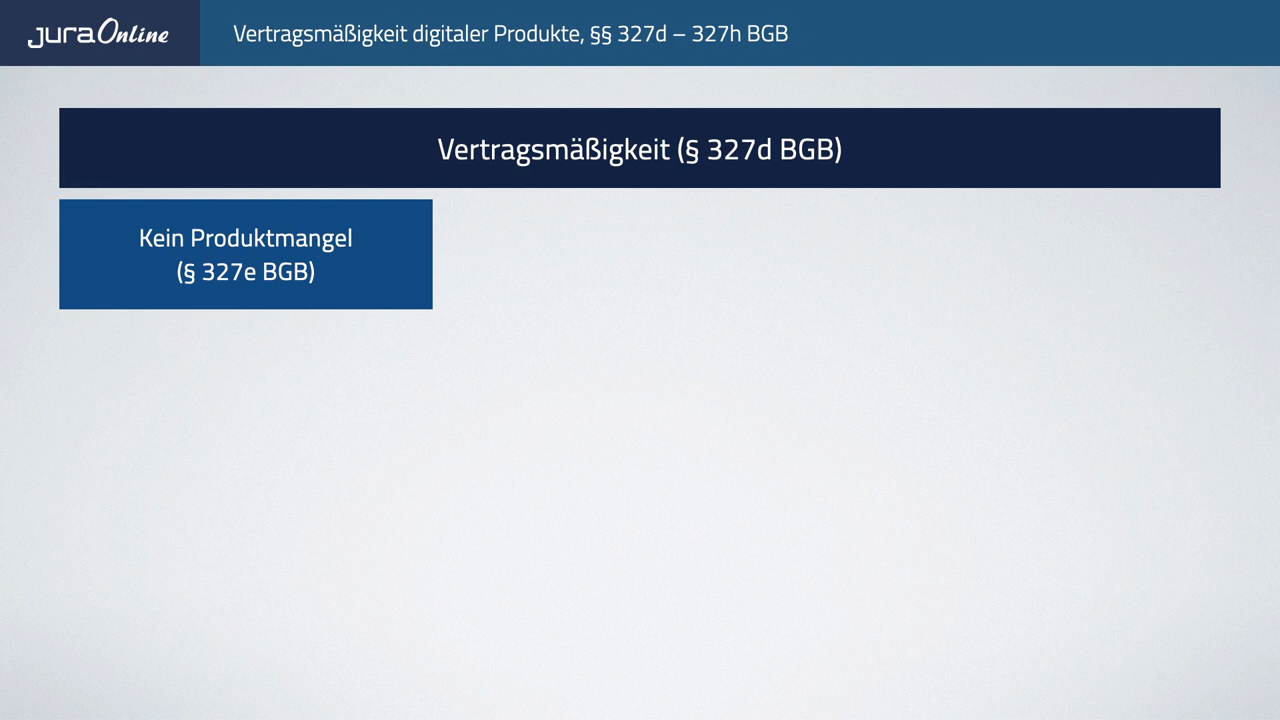 juraOnline
Vertragsmäßigkeit digitaler Produkte, §§ 327d – 327h BGB
Vertragsmäßigkeit (§ 327d BGB)
Kein Produktmangel
(§ 327e BGB)